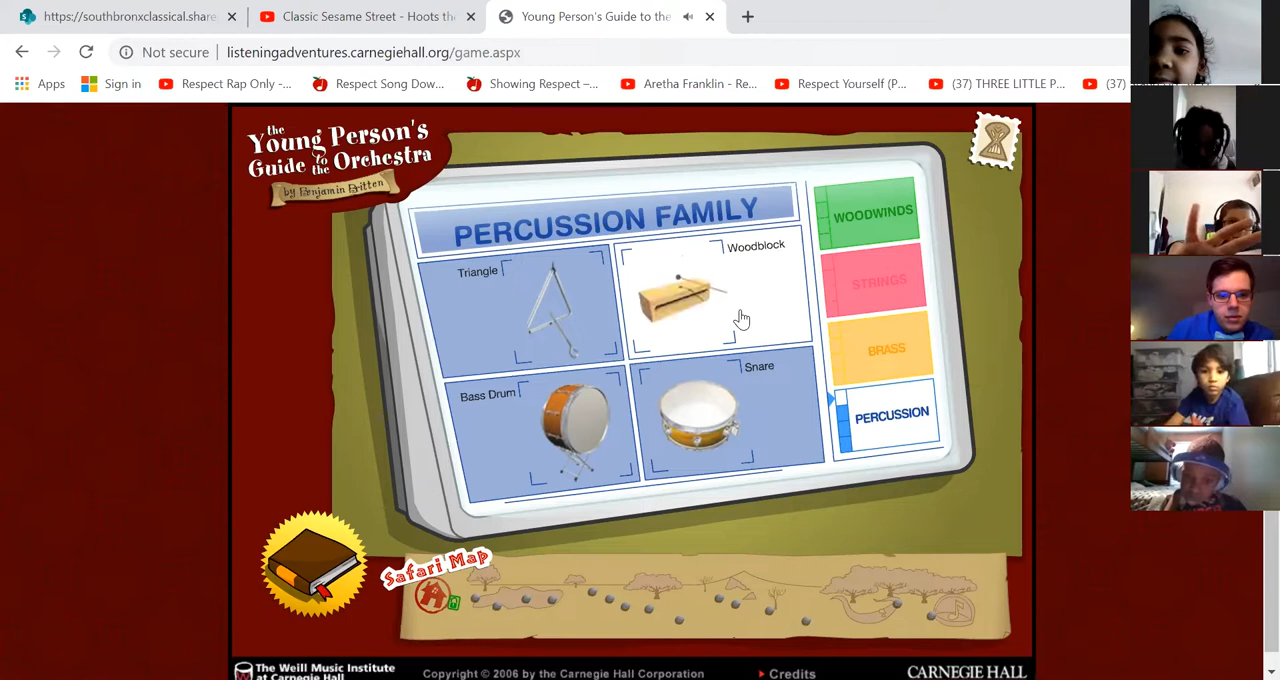 https://southbronxclassical.share
Classic Sesame Street - Hoots the
Young Person's Guide to the
Not secure
listeningadventures.carnegiehall.org/game.aspx
Apps
Sign in
Respect Rap Only -...
Respect Song Dow...
Showing Respect –...
Aretha Franklin - Re...
Respect Yourself (P...
(37) THREE LITTLE P...
(37)
the
Young Person's
Guide to the Orchestra
by Benjamin Britten
PERCUSSION FAMILY
Triangle
Woodblock
Bass Drum
Snare
WOODWINDS
STRINGS
BRASS
PERCUSSION
Safari Map
The Weill Music Institute
at Carnegie Hall
Copyright © 2006 by the Carnegie Hall Corporation
Credits
CARNEGIE HALL